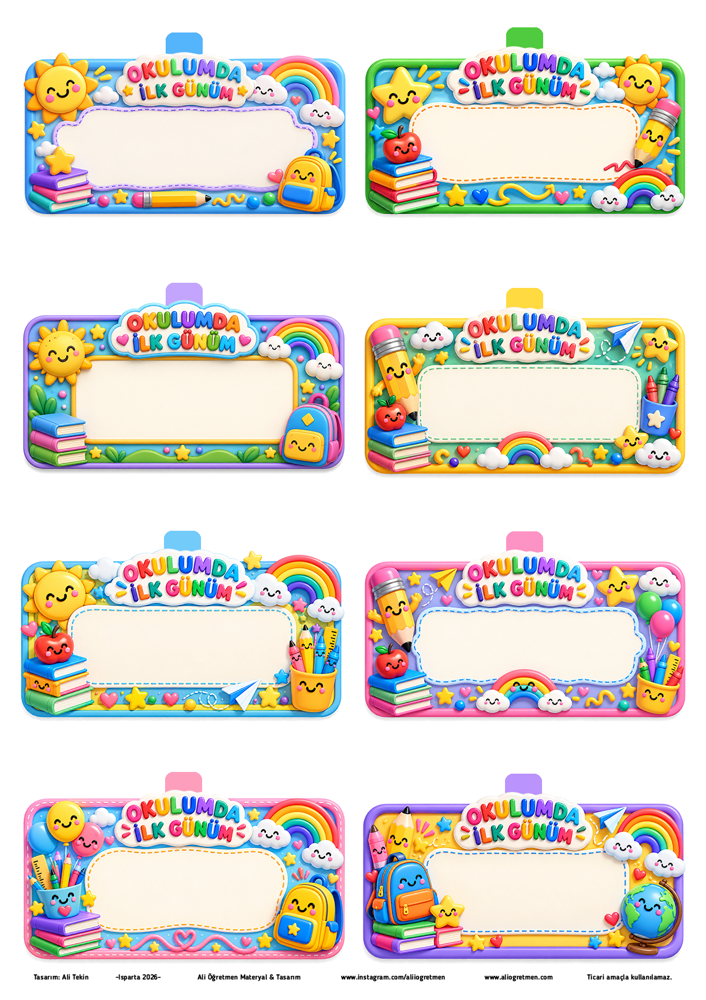 OKULUMDA
İLK GÜNÜM
OKULUMDA
İLK GÜNÜM
OKULUMDA
İLK GÜNÜM
OKULUMDA
İLK GÜNÜM
OKULUMDA
İLK GÜNÜM
OKULUMDA
İLK GÜNÜM
OKULUMDA
İLK GÜNÜM
OKULUMDA
İLK GÜNÜM
Tasarım: Ali Tekin -Isparta 2026- Ali Öğretmen Materyal & Tasarım www.instagram.com/aliiogretmen www.aliogretmen.com Ticari amaçla kullanılamaz.